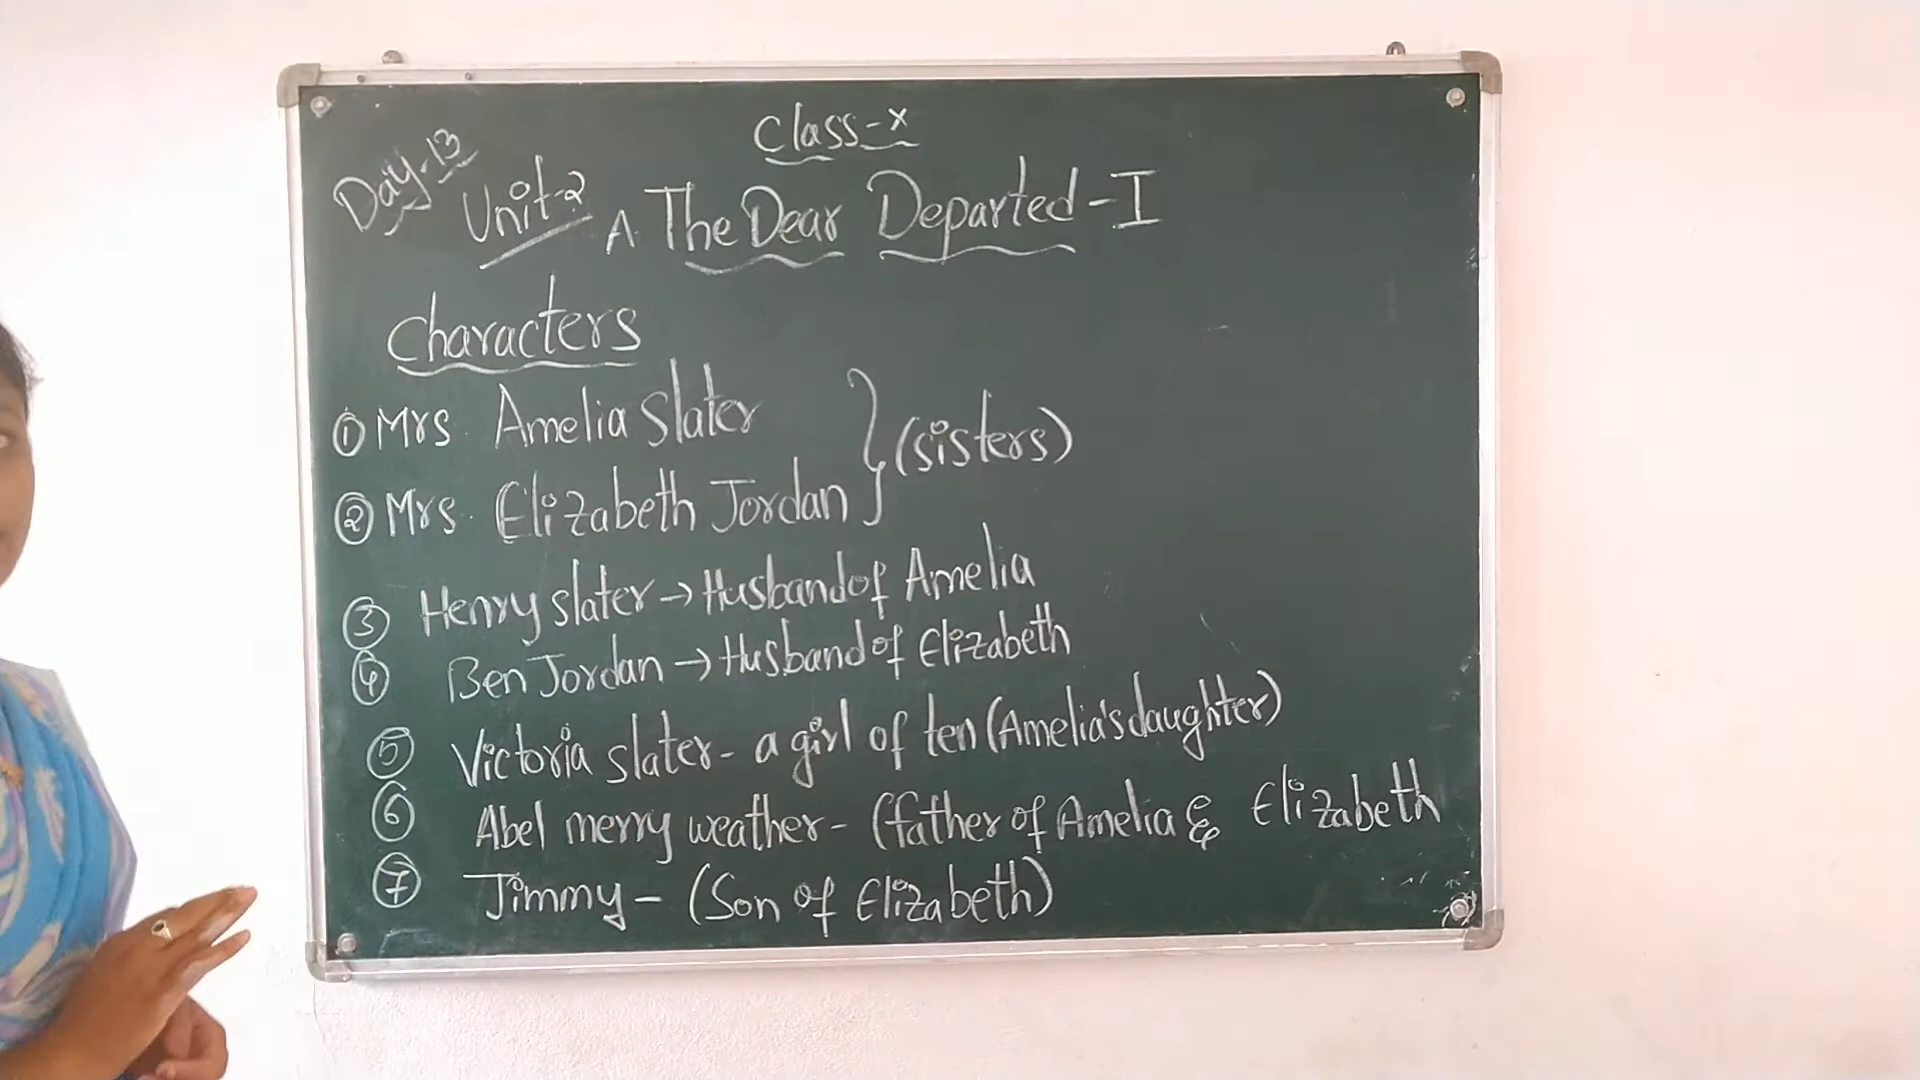 Class-X
Day-13
Unit-2 A The Dear Departed-I
Characters
① Mrs. Amelia Slater
② Mrs. Elizabeth Jordan } (sisters)
③ Henry slater → Husband of Amelia
④ Ben Jordan → Husband of Elizabeth
⑤ Victoria slater - a girl of ten (Amelia's daughter)
⑥ Abel merry weather - (father of Amelia & Elizabeth
⑦ Jimmy - (Son of Elizabeth)